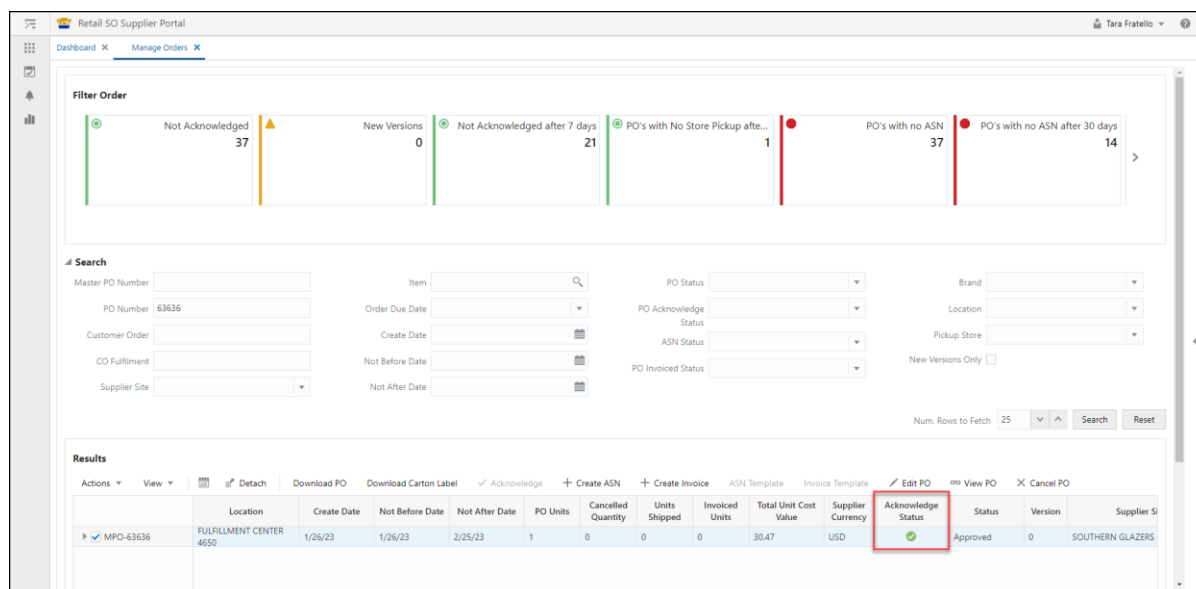 Retail SO Supplier Portal
Tara Fratello
Dashboard
Manage Orders
Filter Order
Not Acknowledged
37
New Versions
0
Not Acknowledged after 7 days
21
PO's with No Store Pickup afte...
1
PO's with no ASN
37
PO's with no ASN after 30 days
14
Search
Master PO Number
Item
PO Status
Brand
PO Number 63636
Order Due Date
PO Acknowledge Status
Location
Customer Order
Create Date
ASN Status
Pickup Store
CO Fulfilment
Not Before Date
PO Invoiced Status
New Versions Only
Supplier Site
Not After Date
Num. Rows to Fetch 25 Search Reset
Results
Actions View Detach Download PO Download Carton Label Acknowledge Create ASN Create Invoice ASN Template Invoice Template Edit PO View PO Cancel PO
Location Create Date Not Before Date Not After Date PO Units Cancelled Quantity Units Shipped Invoiced Units Total Unit Cost Value Supplier Currency Acknowledge Status Status Version Supplier Si
MPO-63636 FULFILLMENT CENTER 4650 1/26/23 1/26/23 2/25/23 1 0 0 0 30.47 USD Approved 0 SOUTHERN GLAZERS